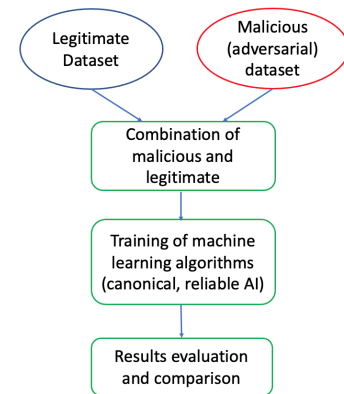 Legitimate
Dataset
Malicious
(adversarial)
dataset
Combination of
malicious and
legitimate
Training of machine
learning algorithms
(canonical, reliable AI)
Results evaluation
and comparison